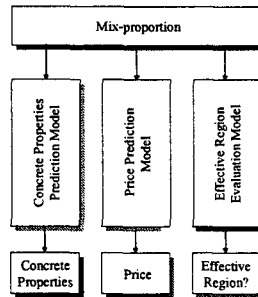 Mix-proportion
Concrete Properties
Prediction Model
Price Prediction
Model
Effective Region
Evaluation Model
Concrete
Properties
Price
Effective
Region?